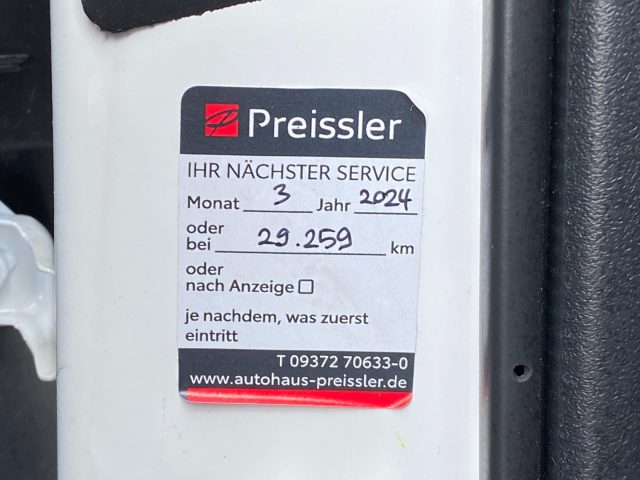 Preissler
IHR NÄCHSTER SERVICE
Monat 3 Jahr 2024
oder
bei 29.259 km
oder
nach Anzeige
je nachdem, was zuerst
eintritt
T 09372 70633-0
www.autohaus-preissler.de